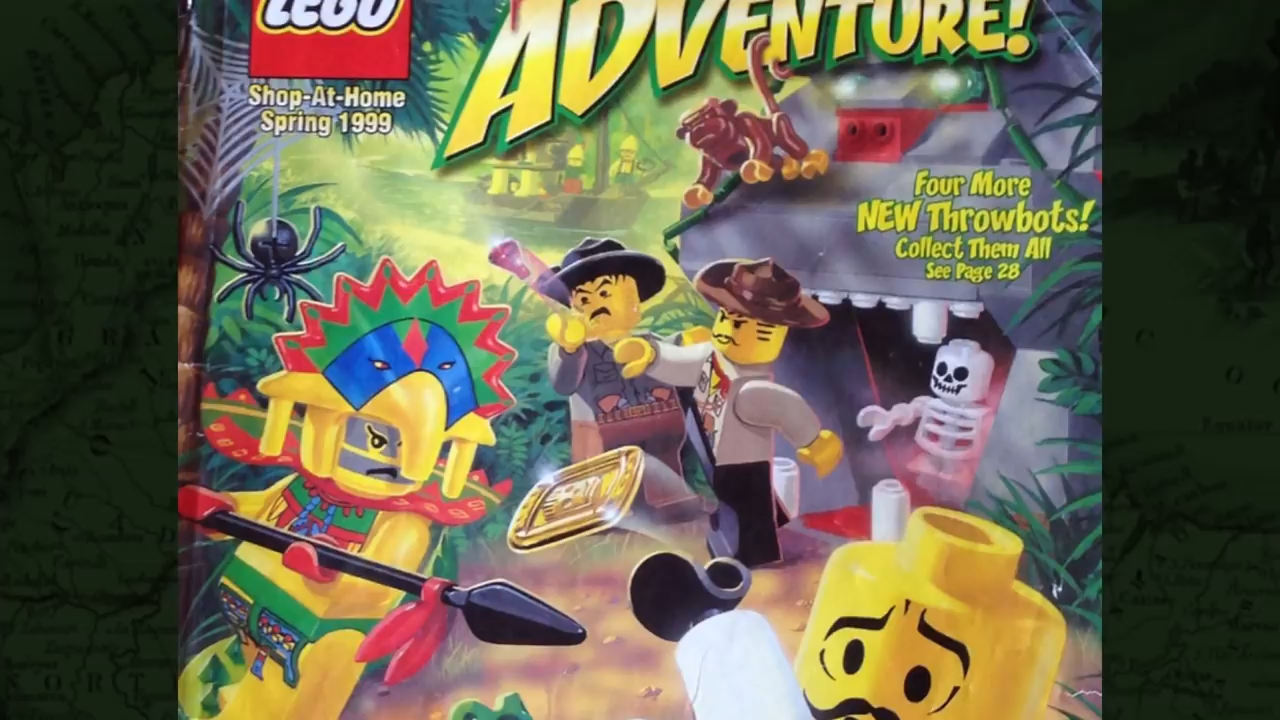 LEGO
ADVENTURE!
Shop-At-Home
Spring 1999
Four More
NEW Throwbots!
Collect Them All
See Page 28